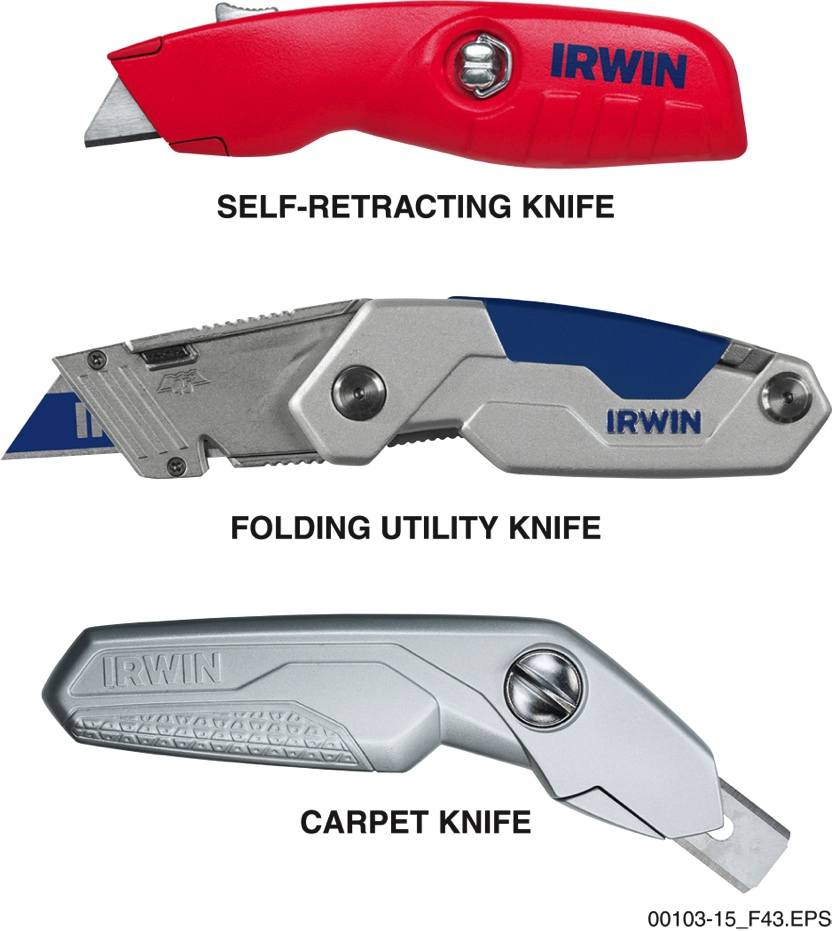 IRWIN
SELF-RETRACTING KNIFE
IRWIN
FOLDING UTILITY KNIFE
IRWIN
CARPET KNIFE
00103-15_F43.EPS